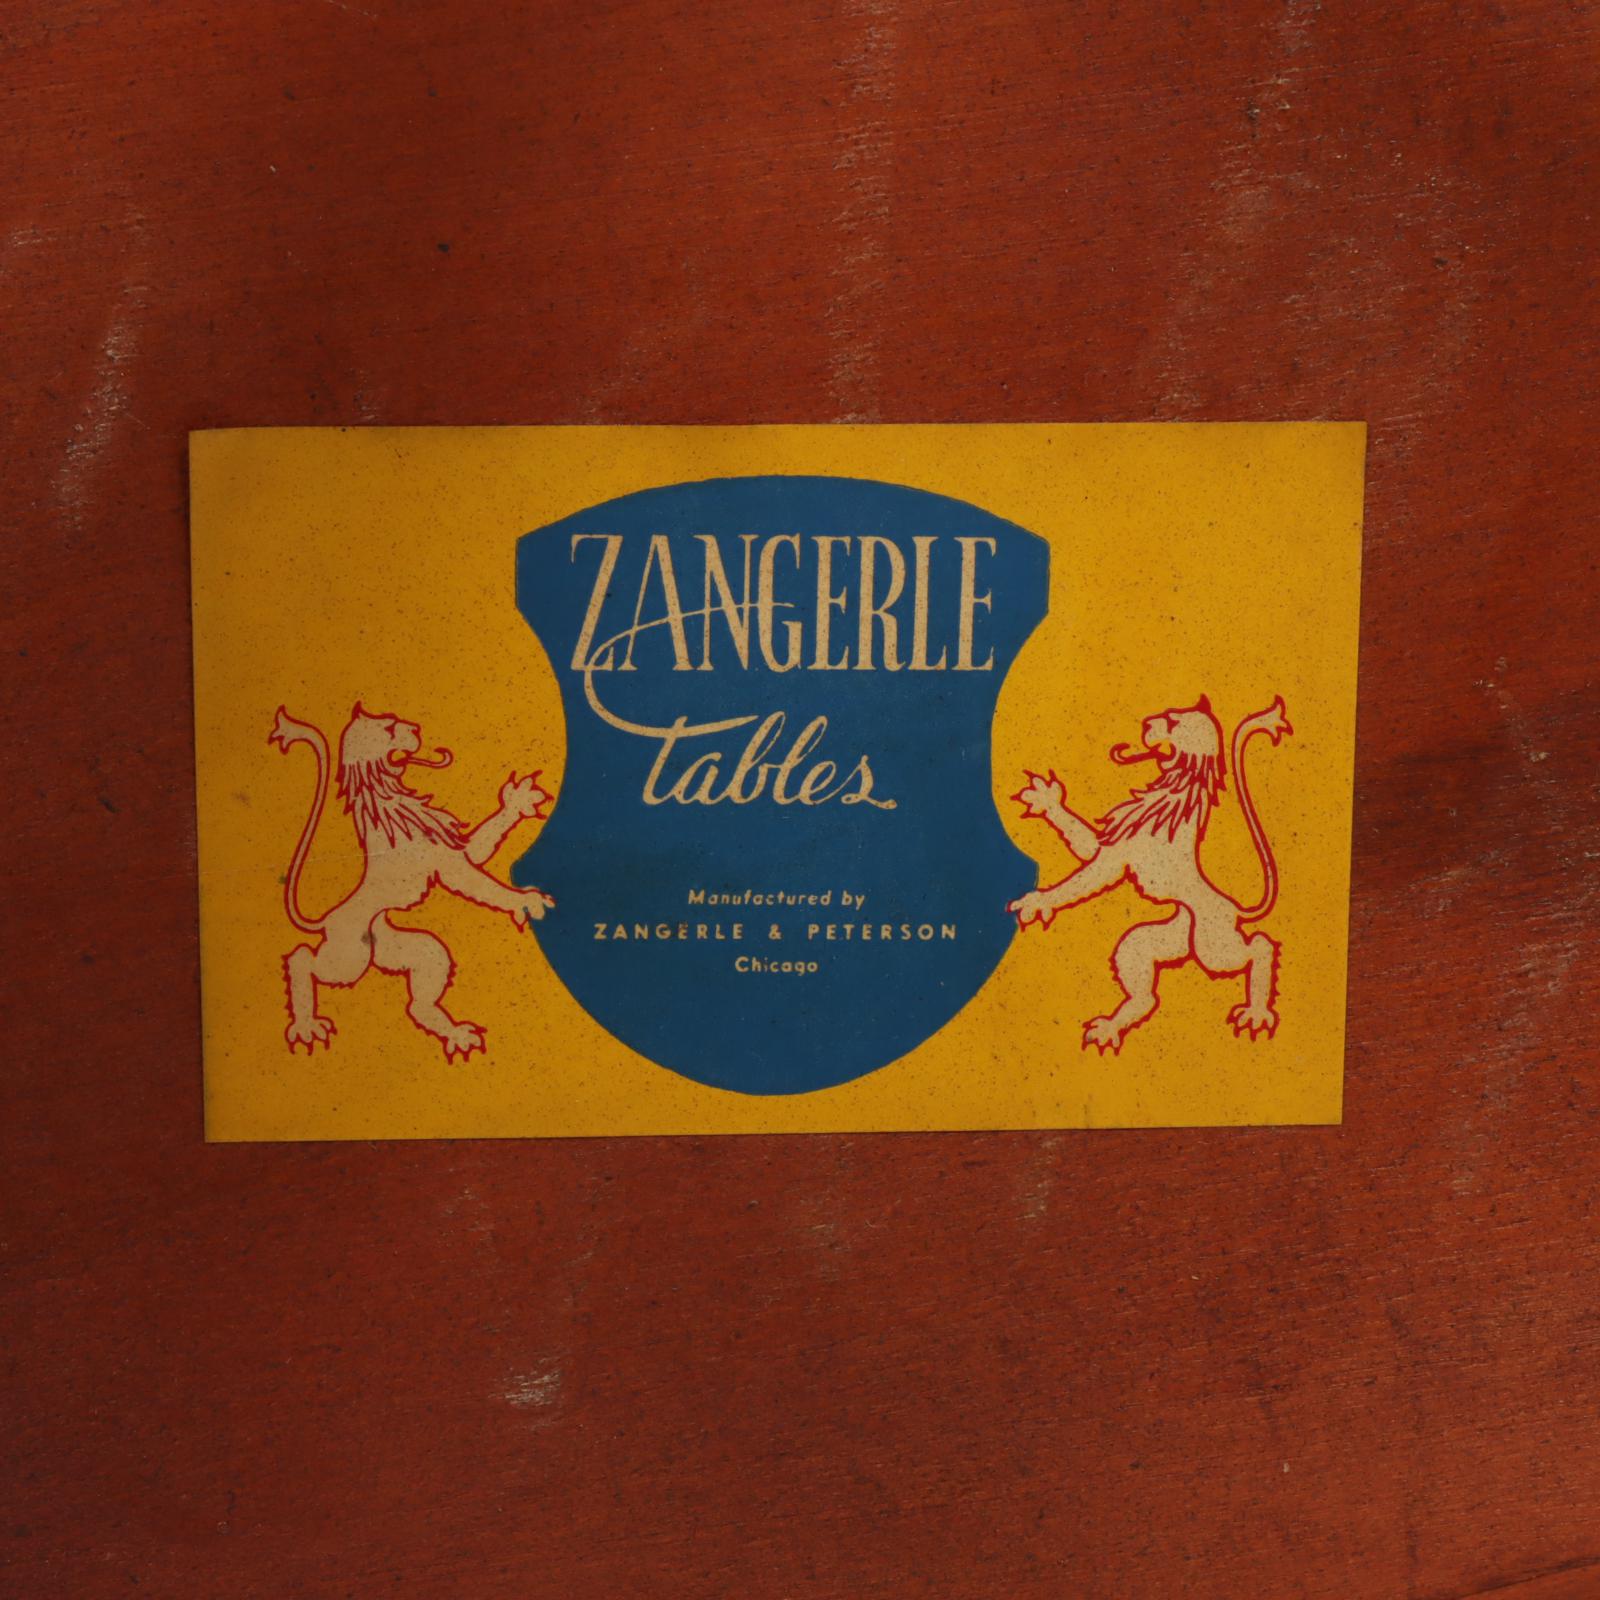 ZANGERLE
tables
Manufactured by
ZANGERLE & PETERSON
Chicago